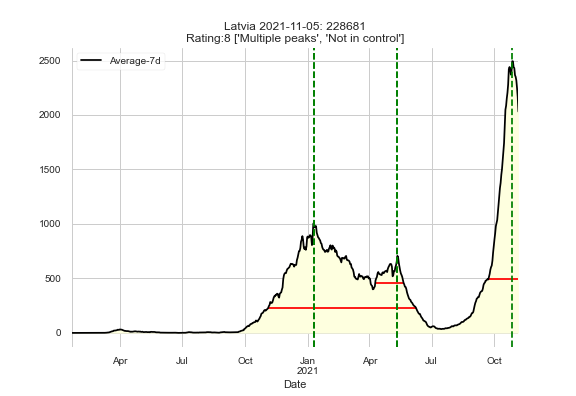 Latvia 2021-11-05: 228681
Rating:8 ['Multiple peaks', 'Not in control']
Average-7d
2500
2000
1500
1000
500
0
Apr Jul Oct Jan Apr Jul Oct
2021
Date